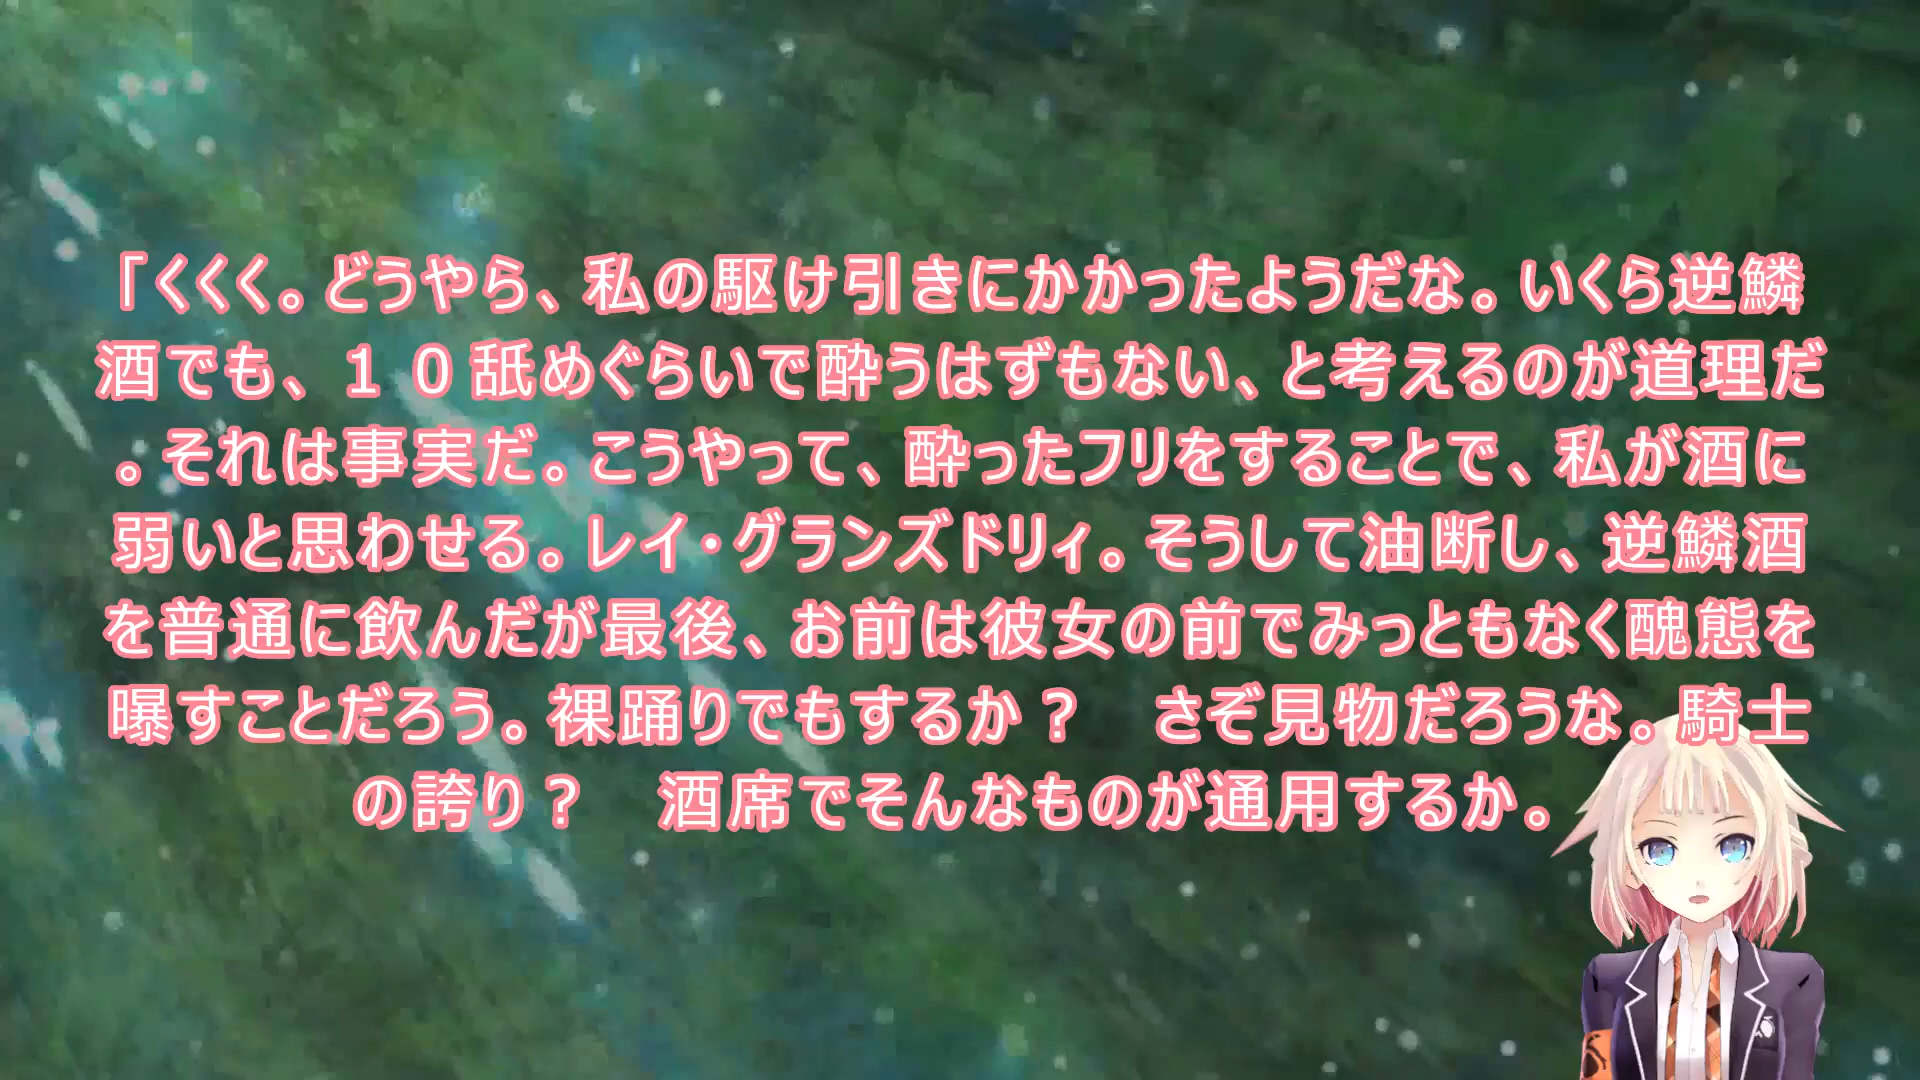 「くくく。どうやら、私の駆け引きにかかったようだな。いくら逆鱗
酒でも、１０舐めぐらいで酔うはずもない、と考えるのが道理だ
。それは事実だ。こうやって、酔ったフリをすることで、私が酒に
弱いと思わせる。レイ・グランズドリィ。そうして油断し、逆鱗酒
を普通に飲んだが最後、お前は彼女の前でみっともなく醜態を
曝すことだろう。裸踊りでもするか？　さぞ見物だろうな。騎士
の誇り？　酒席でそんなものが通用するか。